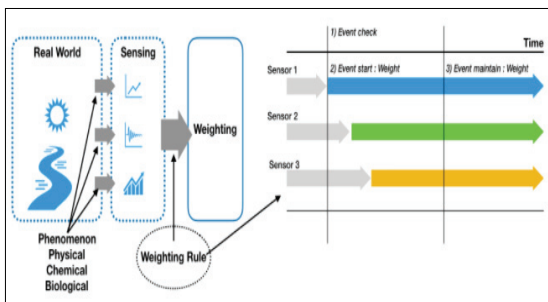 Real World
Sensing
Weighting
Phenomenon
Physical
Chemical
Biological
Weighting Rule
1) Event check
Time
Sensor 1
2) Event start : Weight
3) Event maintain : Weight
Sensor 2
Sensor 3